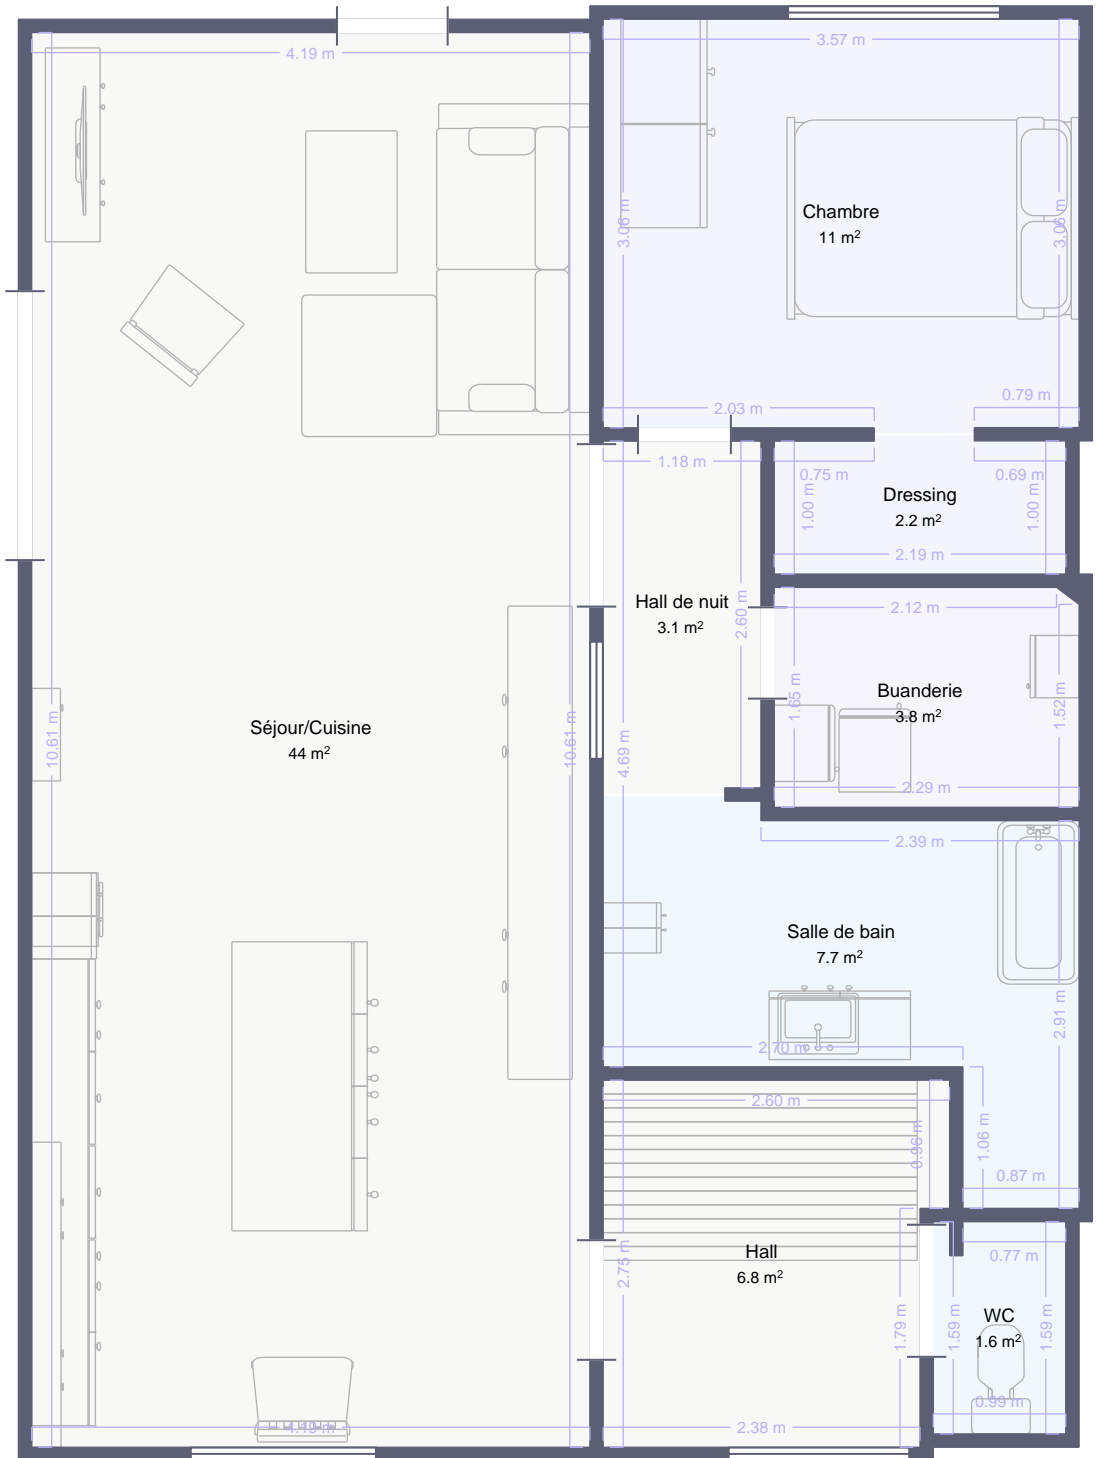 4.19 m
3.57 m
3.06 m
3.06 m
Chambre
11 m²
2.03 m
0.79 m
1.18 m
0.75 m
0.69 m
1.00 m
1.00 m
Dressing
2.2 m²
2.19 m
Hall de nuit
3.1 m²
2.60 m
2.12 m
Buanderie
3.8 m²
1.65 m
1.52 m
2.29 m
10.61 m
10.61 m
Séjour/Cuisine
44 m²
4.69 m
2.39 m
Salle de bain
7.7 m²
2.91 m
2.70 m
2.60 m
0.96 m
1.06 m
0.87 m
Hall
6.8 m²
2.75 m
1.79 m
0.77 m
WC
1.6 m²
1.59 m
1.59 m
0.99 m
4.19 m
2.38 m